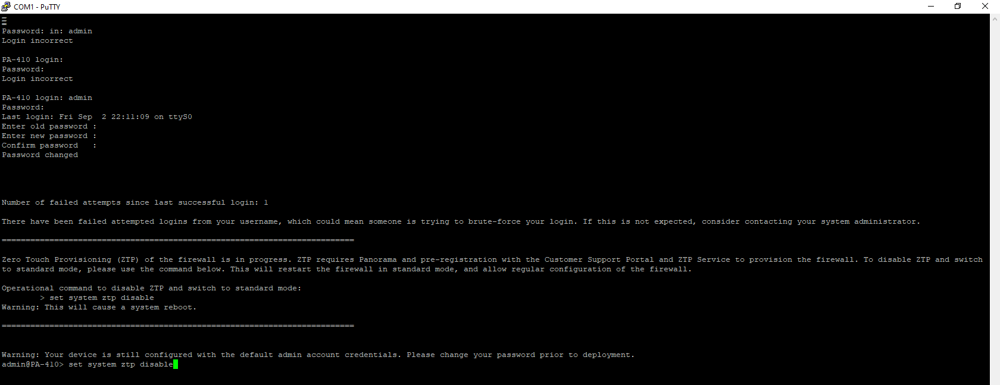 COM1 - PuTTY
Password: in: admin
Login incorrect
PA-410 login:
Password:
Login incorrect
PA-410 login: admin
Password:
Last login: Fri Sep  2 22:11:09 on ttyS0
Enter old password :
Enter new password :
Confirm password   :
Password changed
Number of failed attempts since last successful login: 1
There have been failed attempted logins from your username, which could mean someone is trying to brute-force your login. If this is not expected, consider contacting your system administrator.
============================================================================
Zero Touch Provisioning (ZTP) of the firewall is in progress. ZTP requires Panorama and pre-registration with the Customer Support Portal and ZTP Service to provision the firewall. To disable ZTP and switch
to standard mode, please use the command below. This will restart the firewall in standard mode, and allow regular configuration of the firewall.
Operational command to disable ZTP and switch to standard mode:
        > set system ztp disable
Warning: This will cause a system reboot.
============================================================================
Warning: Your device is still configured with the default admin account credentials. Please change your password prior to deployment.
admin@PA-410> set system ztp disable